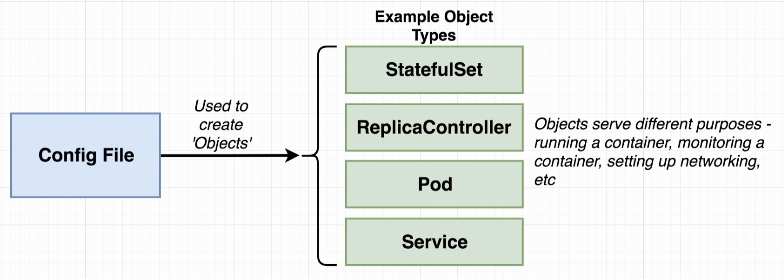 Example Object
Types
StatefulSet
ReplicaController
Pod
Service
Config File
Used to
create
'Objects'
Objects serve different purposes -
running a container, monitoring a
container, setting up networking,
etc